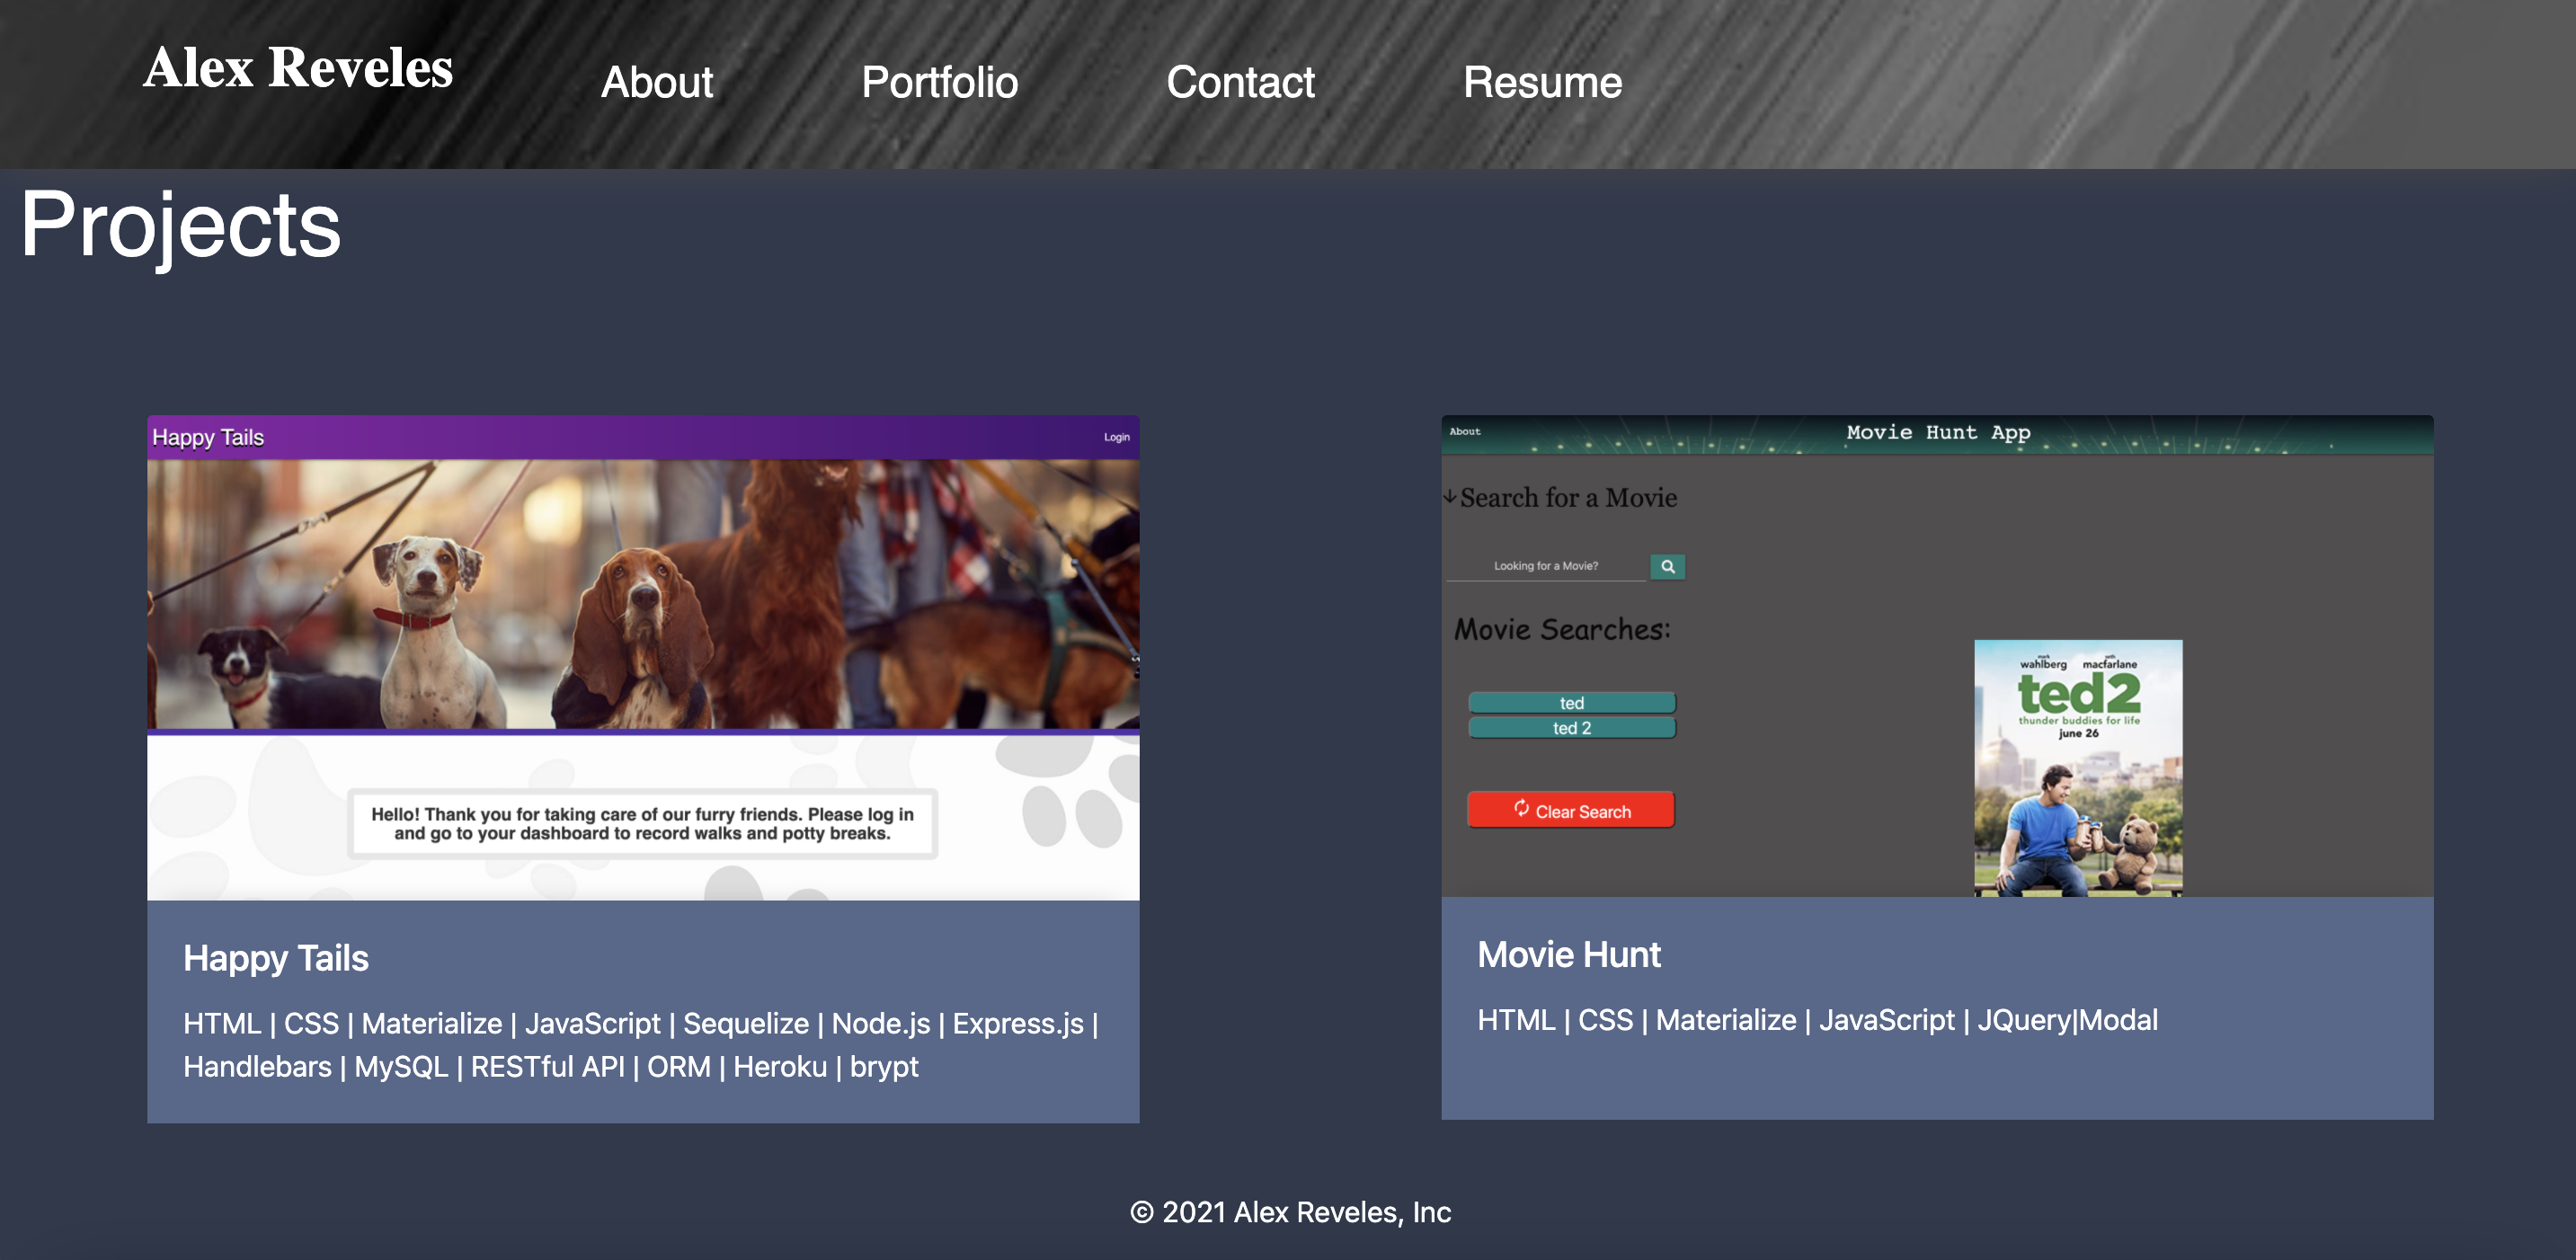 Alex Reveles
About
Portfolio
Contact
Resume
Projects
Happy Tails
Login
Hello! Thank you for taking care of our furry friends. Please log in
and go to your dashboard to record walks and potty breaks.
Happy Tails
HTML | CSS | Materialize | JavaScript | Sequelize | Node.js | Express.js |
Handlebars | MySQL | RESTful API | ORM | Heroku | brypt
About
Movie Hunt App
Search for a Movie
Looking for a Movie?
Movie Searches:
ted
ted 2
Clear Search
mark seth
wahlberg macfarlane
ted2
thunder buddies for life
june 26
Movie Hunt
HTML | CSS | Materialize | JavaScript | JQuery|Modal
© 2021 Alex Reveles, Inc